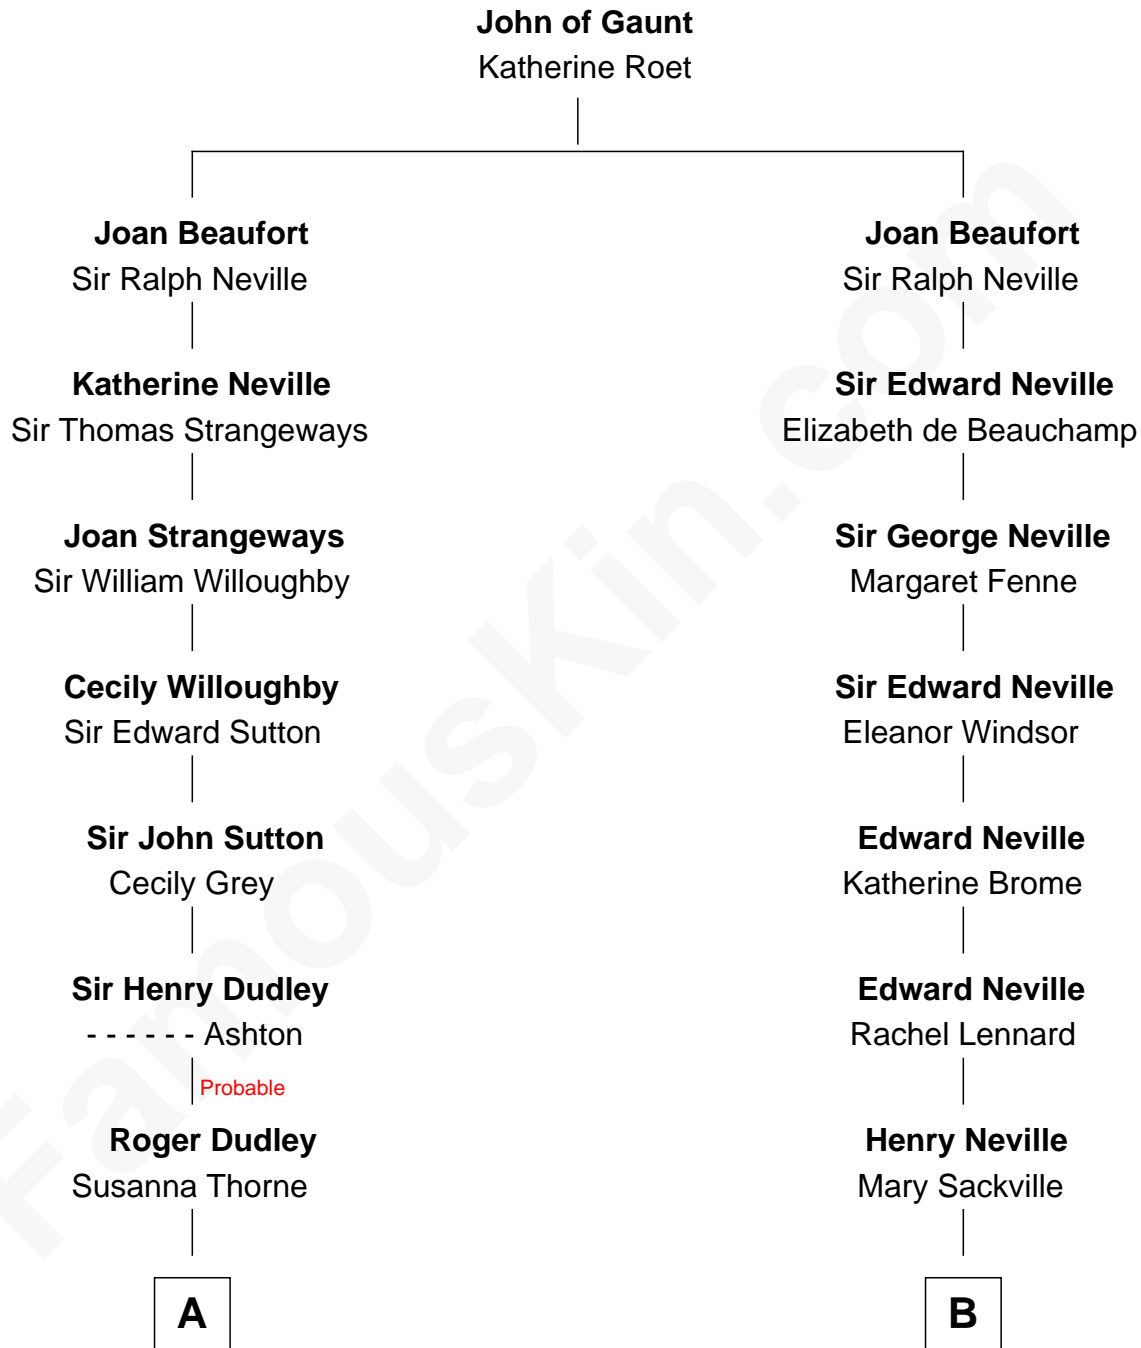 John of Gaunt
Katherine Roet
Joan Beaufort
Sir Ralph Neville
Katherine Neville
Sir Thomas Strangeways
Joan Strangeways
Sir William Willoughby
Cecily Willoughby
Sir Edward Sutton
Sir John Sutton
Cecily Grey
Sir Henry Dudley
- - - - - - Ashton
Probable
Roger Dudley
Susanna Thorne
A
Joan Beaufort
Sir Ralph Neville
Sir Edward Neville
Elizabeth de Beauchamp
Sir George Neville
Margaret Fenne
Sir Edward Neville
Eleanor Windsor
Edward Neville
Katherine Brome
Edward Neville
Rachel Lennard
Henry Neville
Mary Sackville
B
FamousKin.com